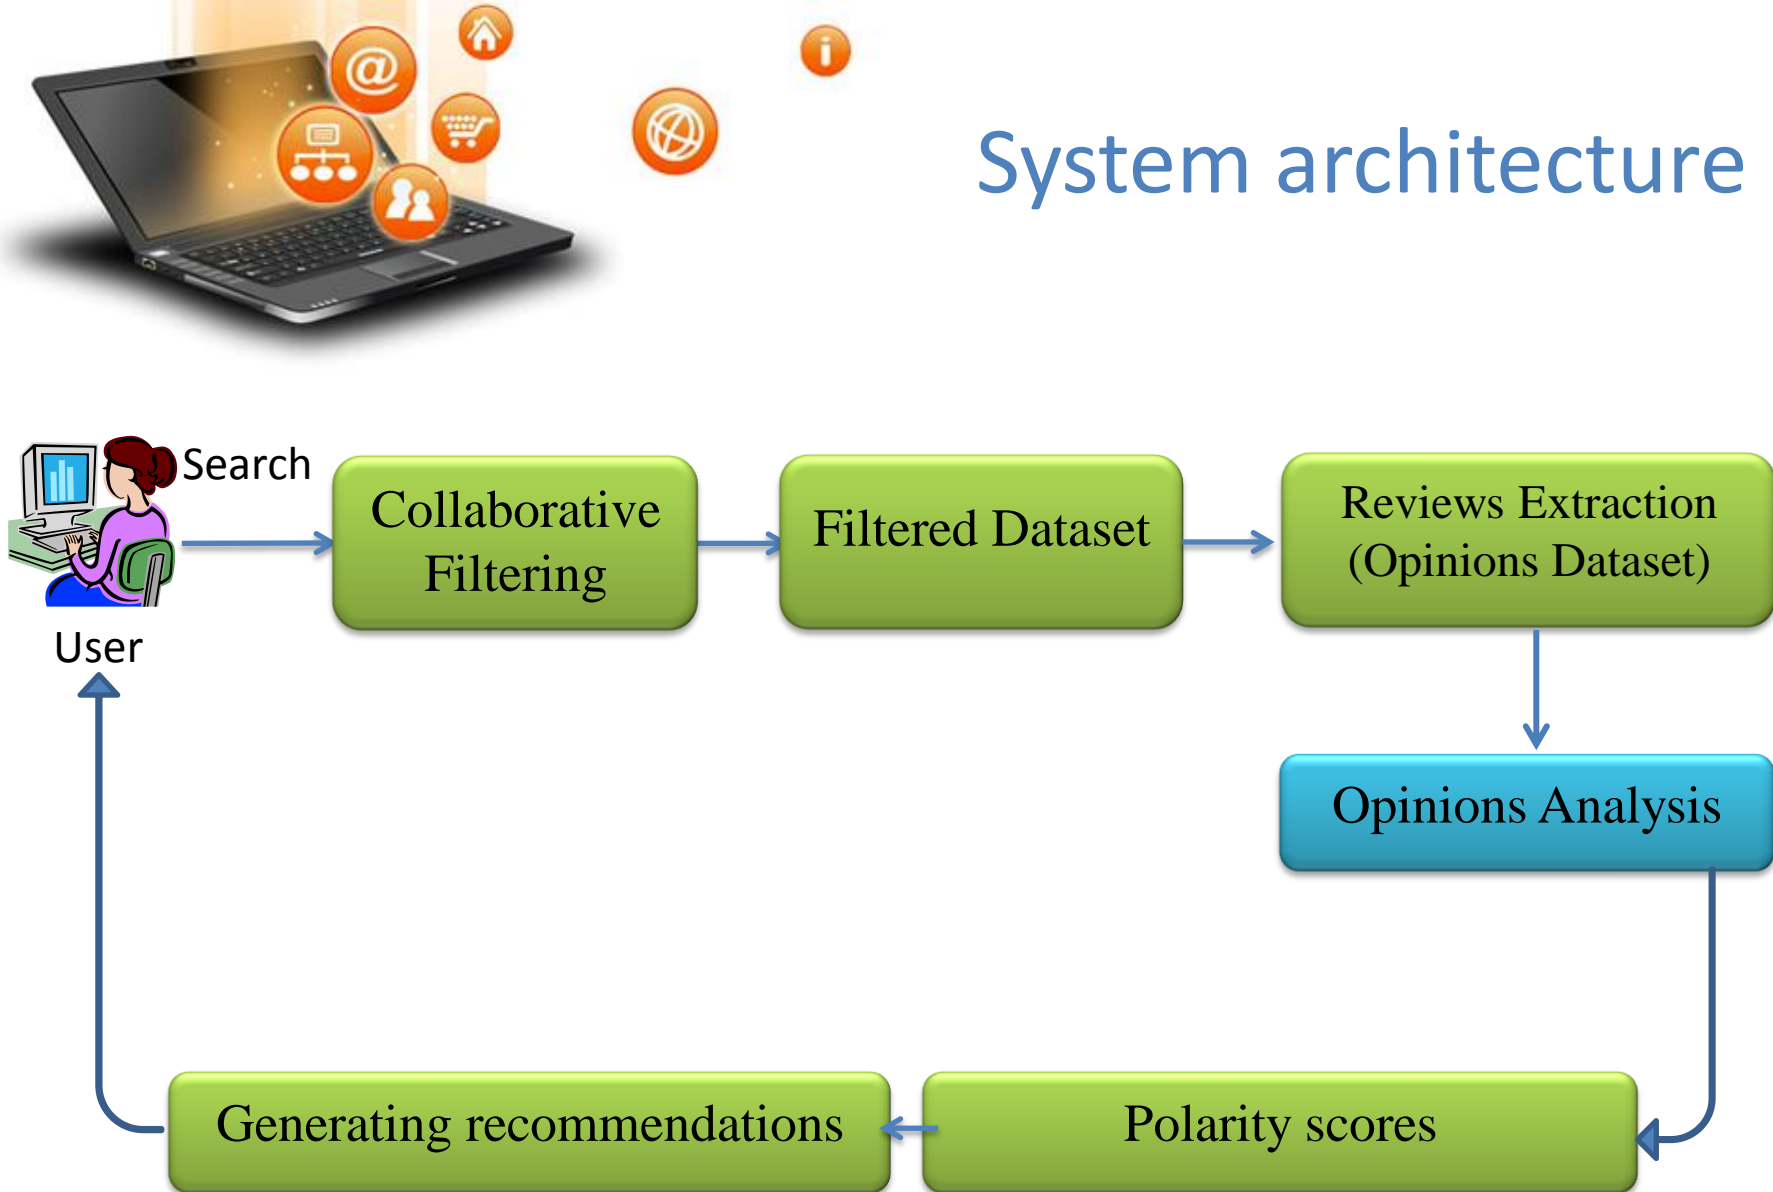 System architecture
Search
Collaborative
Filtering
Filtered Dataset
Reviews Extraction
(Opinions Dataset)
User
Opinions Analysis
Generating recommendations
Polarity scores